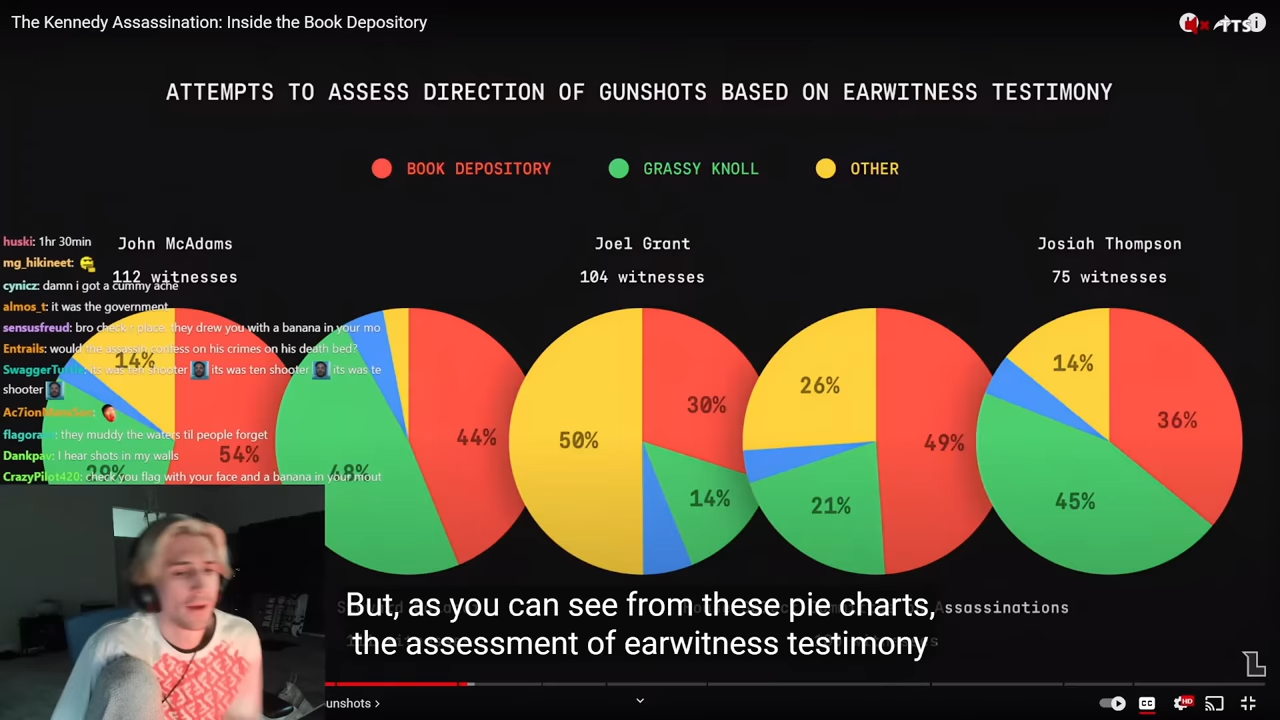 The Kennedy Assassination: Inside the Book Depository
TTS
ATTEMPTS TO ASSESS DIRECTION OF GUNSHOTS BASED ON EARWITNESS TESTIMONY
BOOK DEPOSITORY
GRASSY KNOLL
OTHER
John McAdams
112 witnesses
Joel Grant
104 witnesses
Josiah Thompson
75 witnesses
huski: 1hr 30min
mg_hikineet:
cynicz: damn i got a cummy ache
almos_t: it was the government
sensusfreud: bro check r place, they drew you with a banana in your mo
Entrails: would the assassin confess on his crimes on his death bed?
its was ten shooter its was ten shooter its was te
shooter
flagora: they muddy the waters til people forget
Dankpav: I hear shots in my walls
CrazyPilot420: check you flag with your face and a banana in your mout
14%
54%
29%
44%
48%
50%
30%
14%
26%
49%
21%
14%
36%
45%
Assassinations
But, as you can see from these pie charts,
the assessment of earwitness testimony
unshots
CC
HD